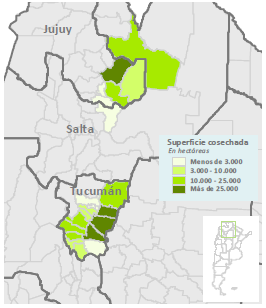 Jujuy
Salta
Superficie cosechada
En hectáreas
Menos de 3.000
3.000 - 10.000
10.000 - 25.000
Más de 25.000
Tucumán